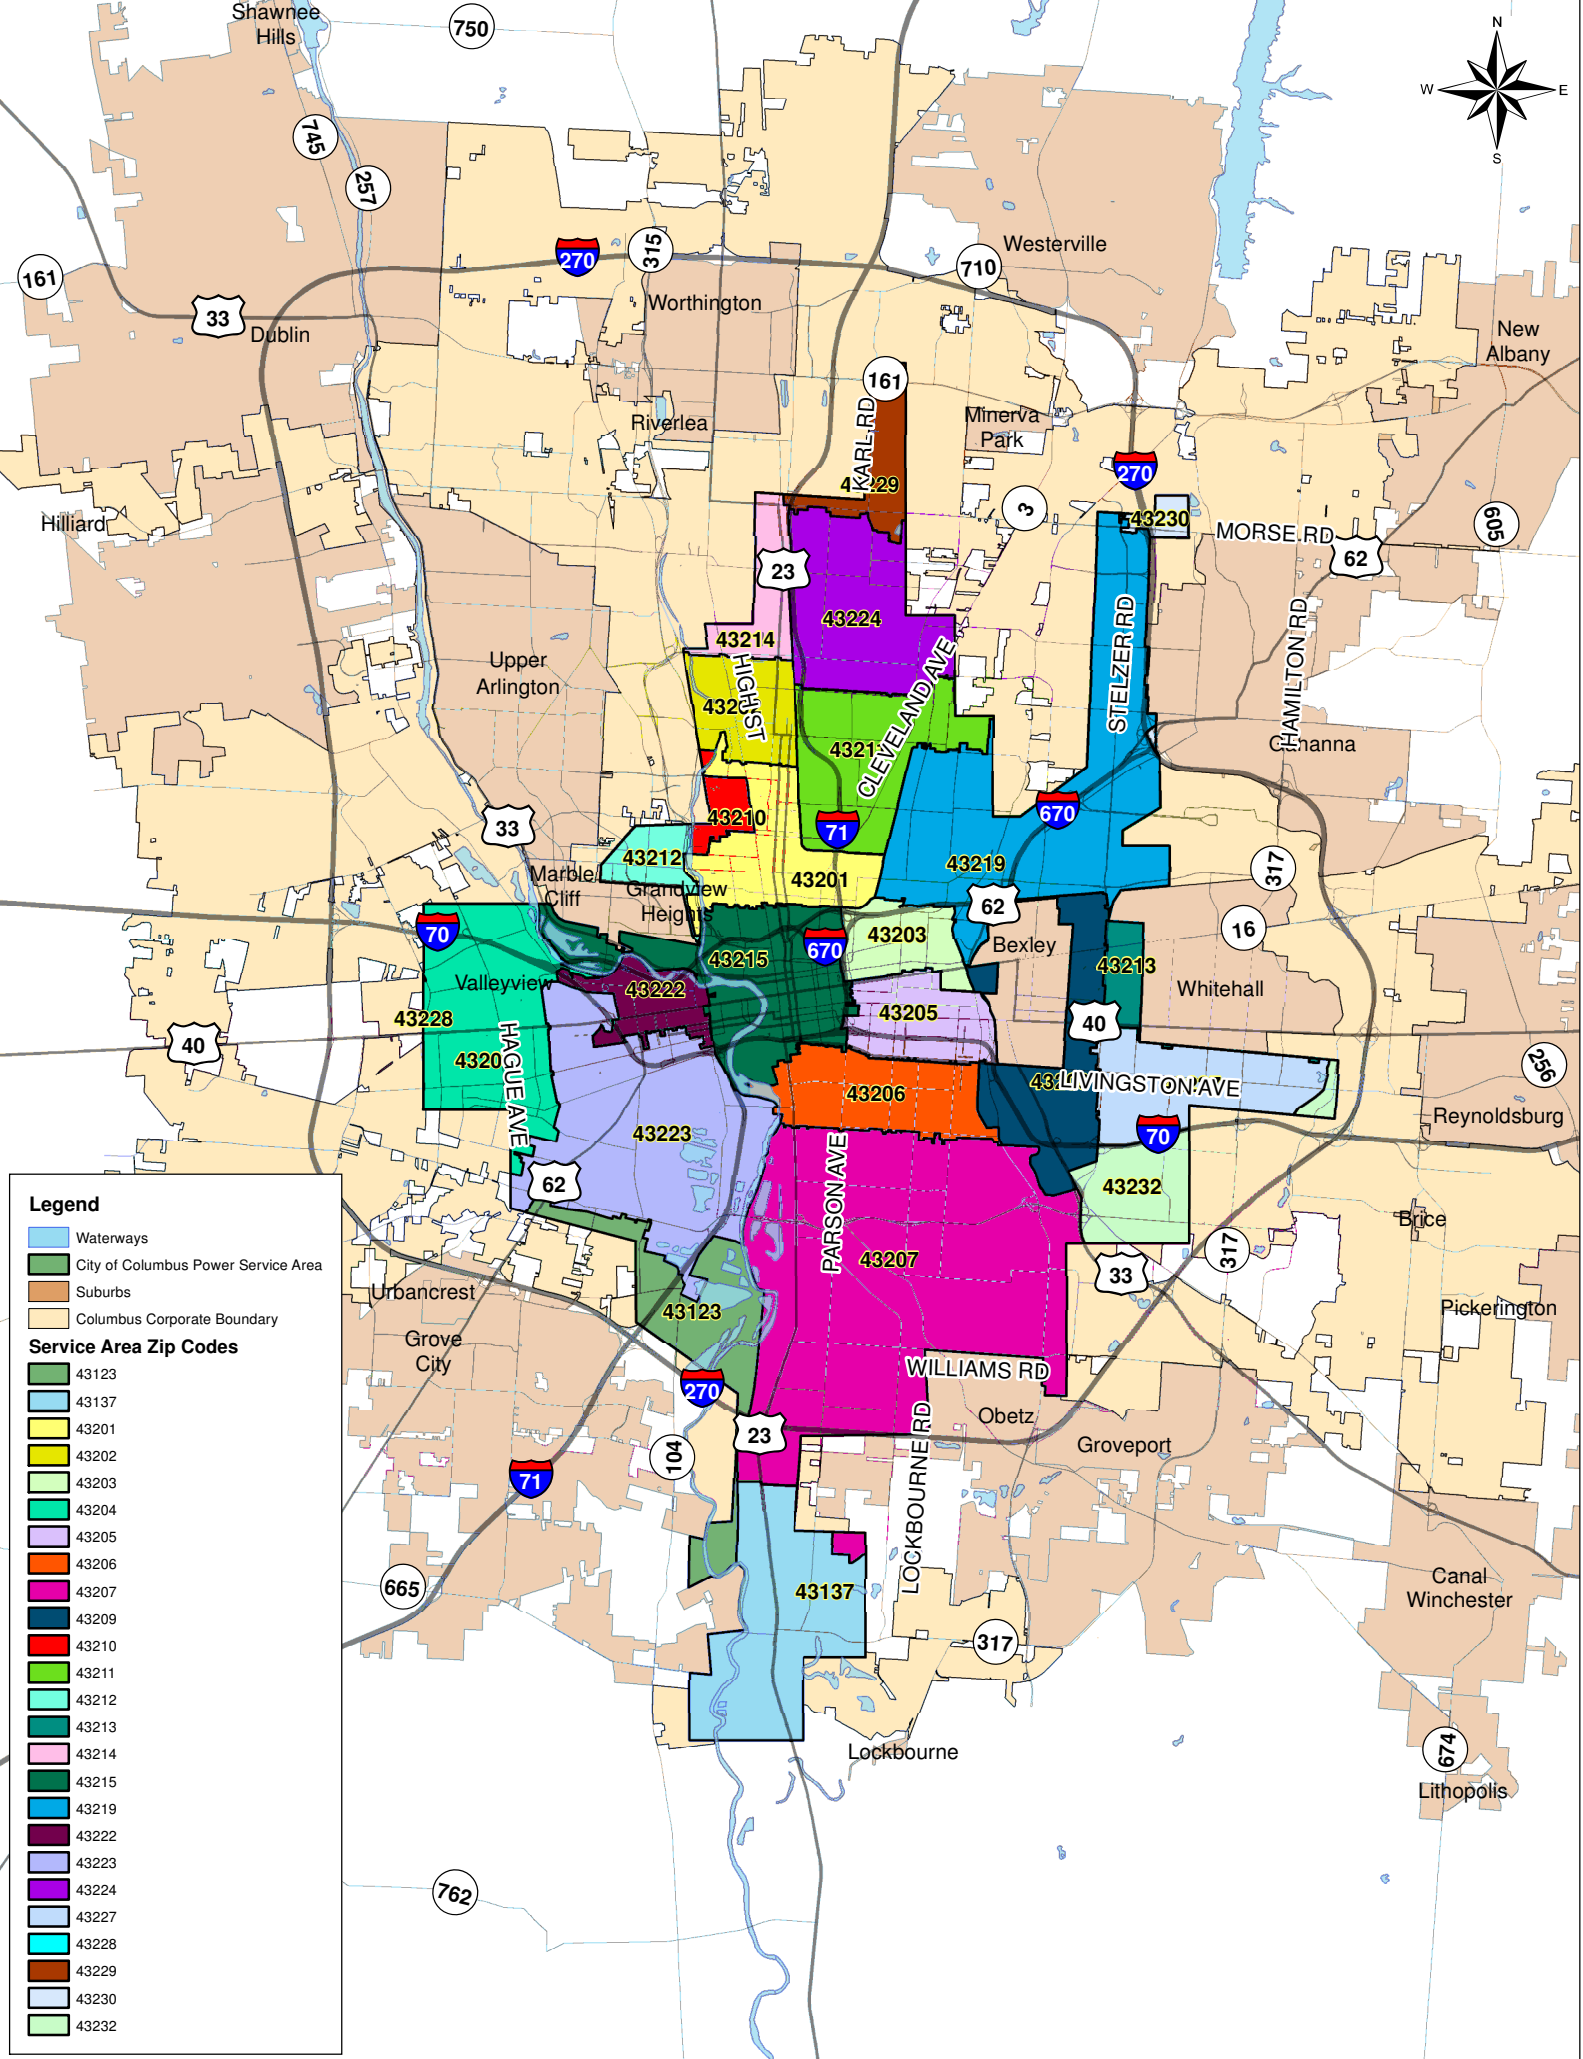 Shawnee
Hills
750
N
W
E
S
745
257
315
270
710
Westerville
161
33
Dublin
Worthington
New
Albany
161
KARL RD
Riverlea
Minerva
Park
270
Hilliard
3
43230
MORSE RD
62
605
23
43224
43214
HIGH ST
STELZER RD
HAMILTON RD
Upper
Arlington
CLEVELAND AVE
33
71
670
43210
43212
43201
43219
317
Marble
Cliff
Grandview
Heights
62
16
70
43215
670
43203
Bexley
43213
Valleyview
43222
Whitehall
43228
43205
40
40
HAGUE AVE
43206
LIVINGSTON AVE
256
43223
70
Reynoldsburg
PARSON AVE
62
43232
Brice
43207
317
33
Urbancrest
43123
Pickerington
Grove
City
WILLIAMS RD
270
Obetz
23
Groveport
104
LOCKBOURNE RD
71
665
43137
Canal
Winchester
317
Lockbourne
674
Lithopolis
762
Legend
Waterways
City of Columbus Power Service Area
Suburbs
Columbus Corporate Boundary
Service Area Zip Codes
43123
43137
43201
43202
43203
43204
43205
43206
43207
43209
43210
43211
43212
43213
43214
43215
43219
43222
43223
43224
43227
43228
43229
43230
43232